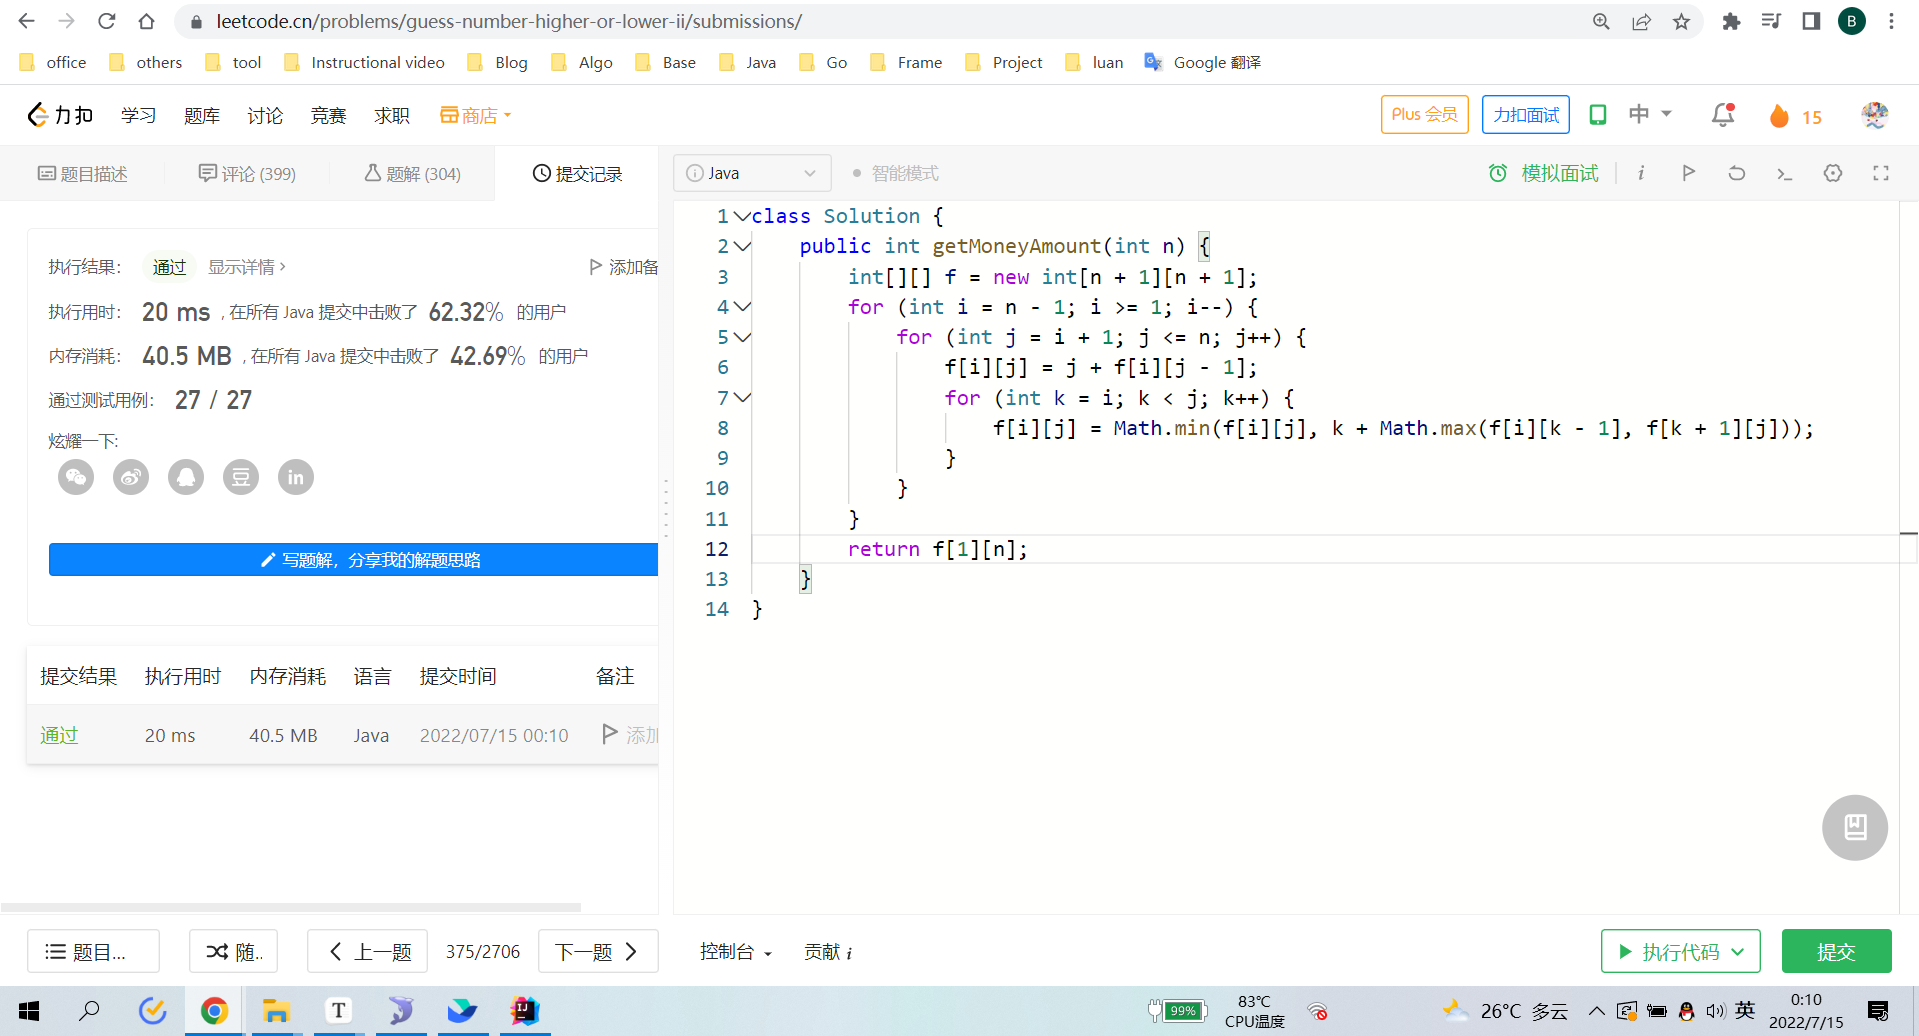 leetcode.cn/problems/guess-number-higher-or-lower-ii/submissions/
B
office others tool Instructional video Blog Algo Base Java Go Frame Project luan Google 翻译
力扣 学习 题库 讨论 竞赛 求职 商店 Plus 会员 力扣面试 中 15
题目描述 评论 (399) 题解 (304) 提交记录
i Java 智能模式 模拟面试 i
执行结果： 通过 显示详情 › 添加备
执行用时： 20 ms , 在所有 Java 提交中击败了 62.32% 的用户
内存消耗： 40.5 MB , 在所有 Java 提交中击败了 42.69% 的用户
通过测试用例： 27 / 27
炫耀一下:
豆 in
写题解，分享我的解题思路
提交结果 执行用时 内存消耗 语言 提交时间 备注
通过 20 ms 40.5 MB Java 2022/07/15 00:10 添加
1 class Solution {
2     public int getMoneyAmount(int n) {
3         int[][] f = new int[n + 1][n + 1];
4         for (int i = n - 1; i >= 1; i--) {
5             for (int j = i + 1; j <= n; j++) {
6                 f[i][j] = j + f[i][j - 1];
7                 for (int k = i; k < j; k++) {
8                     f[i][j] = Math.min(f[i][j], k + Math.max(f[i][k - 1], f[k + 1][j]));
9                 }
10             }
11         }
12         return f[1][n];
13     }
14 }
题目... 随.. 上一题 375/2706 下一题 控制台 贡献 i 执行代码 提交
T IJ 99% 83℃ CPU温度 26°C 多云 英 0:10
2022/7/15